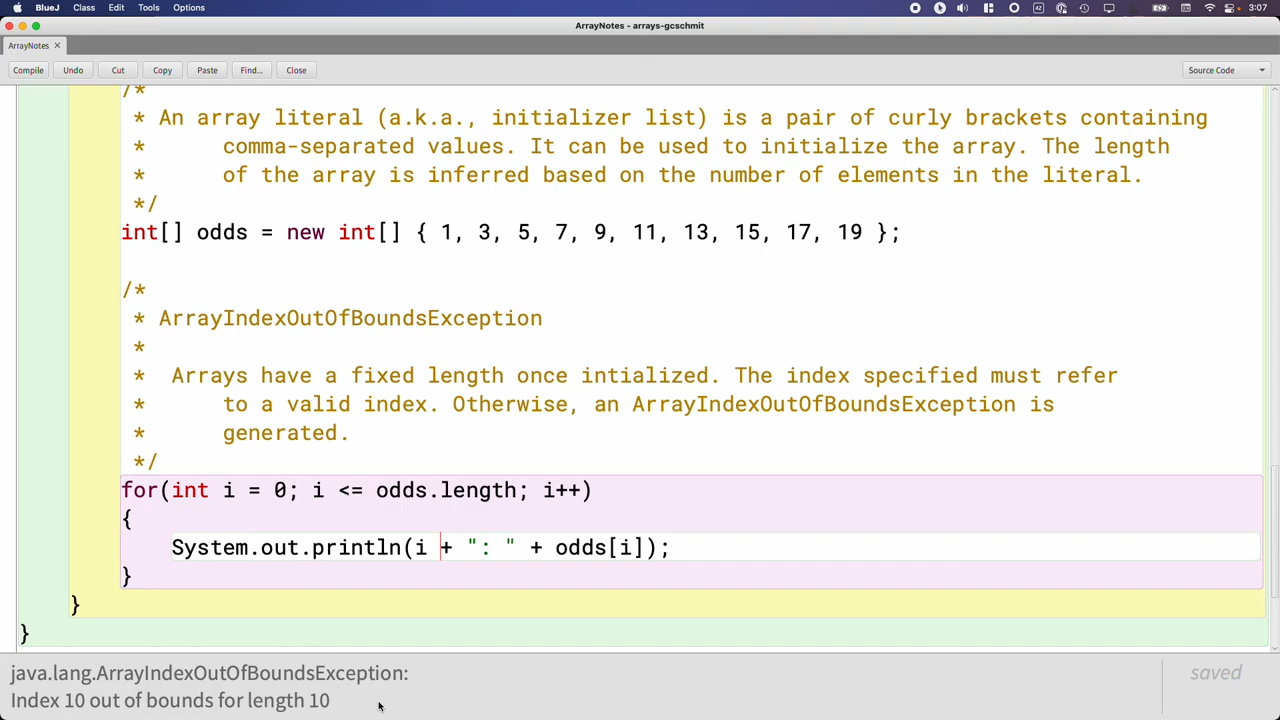 BlueJ Class Edit Tools Options 42 3:07
ArrayNotes - arrays-gcschmit
ArrayNotes ×
Compile Undo Cut Copy Paste Find... Close Source Code
/*
* An array literal (a.k.a., initializer list) is a pair of curly brackets containing
* comma-separated values. It can be used to initialize the array. The length
* of the array is inferred based on the number of elements in the literal.
*/
int[] odds = new int[] { 1, 3, 5, 7, 9, 11, 13, 15, 17, 19 };
/*
* ArrayIndexOutOfBoundsException
*
* Arrays have a fixed length once intialized. The index specified must refer
* to a valid index. Otherwise, an ArrayIndexOutOfBoundsException is
* generated.
*/
for(int i = 0; i <= odds.length; i++)
{
System.out.println(i + ": " + odds[i]);
}
}
}
java.lang.ArrayIndexOutOfBoundsException:
Index 10 out of bounds for length 10
saved